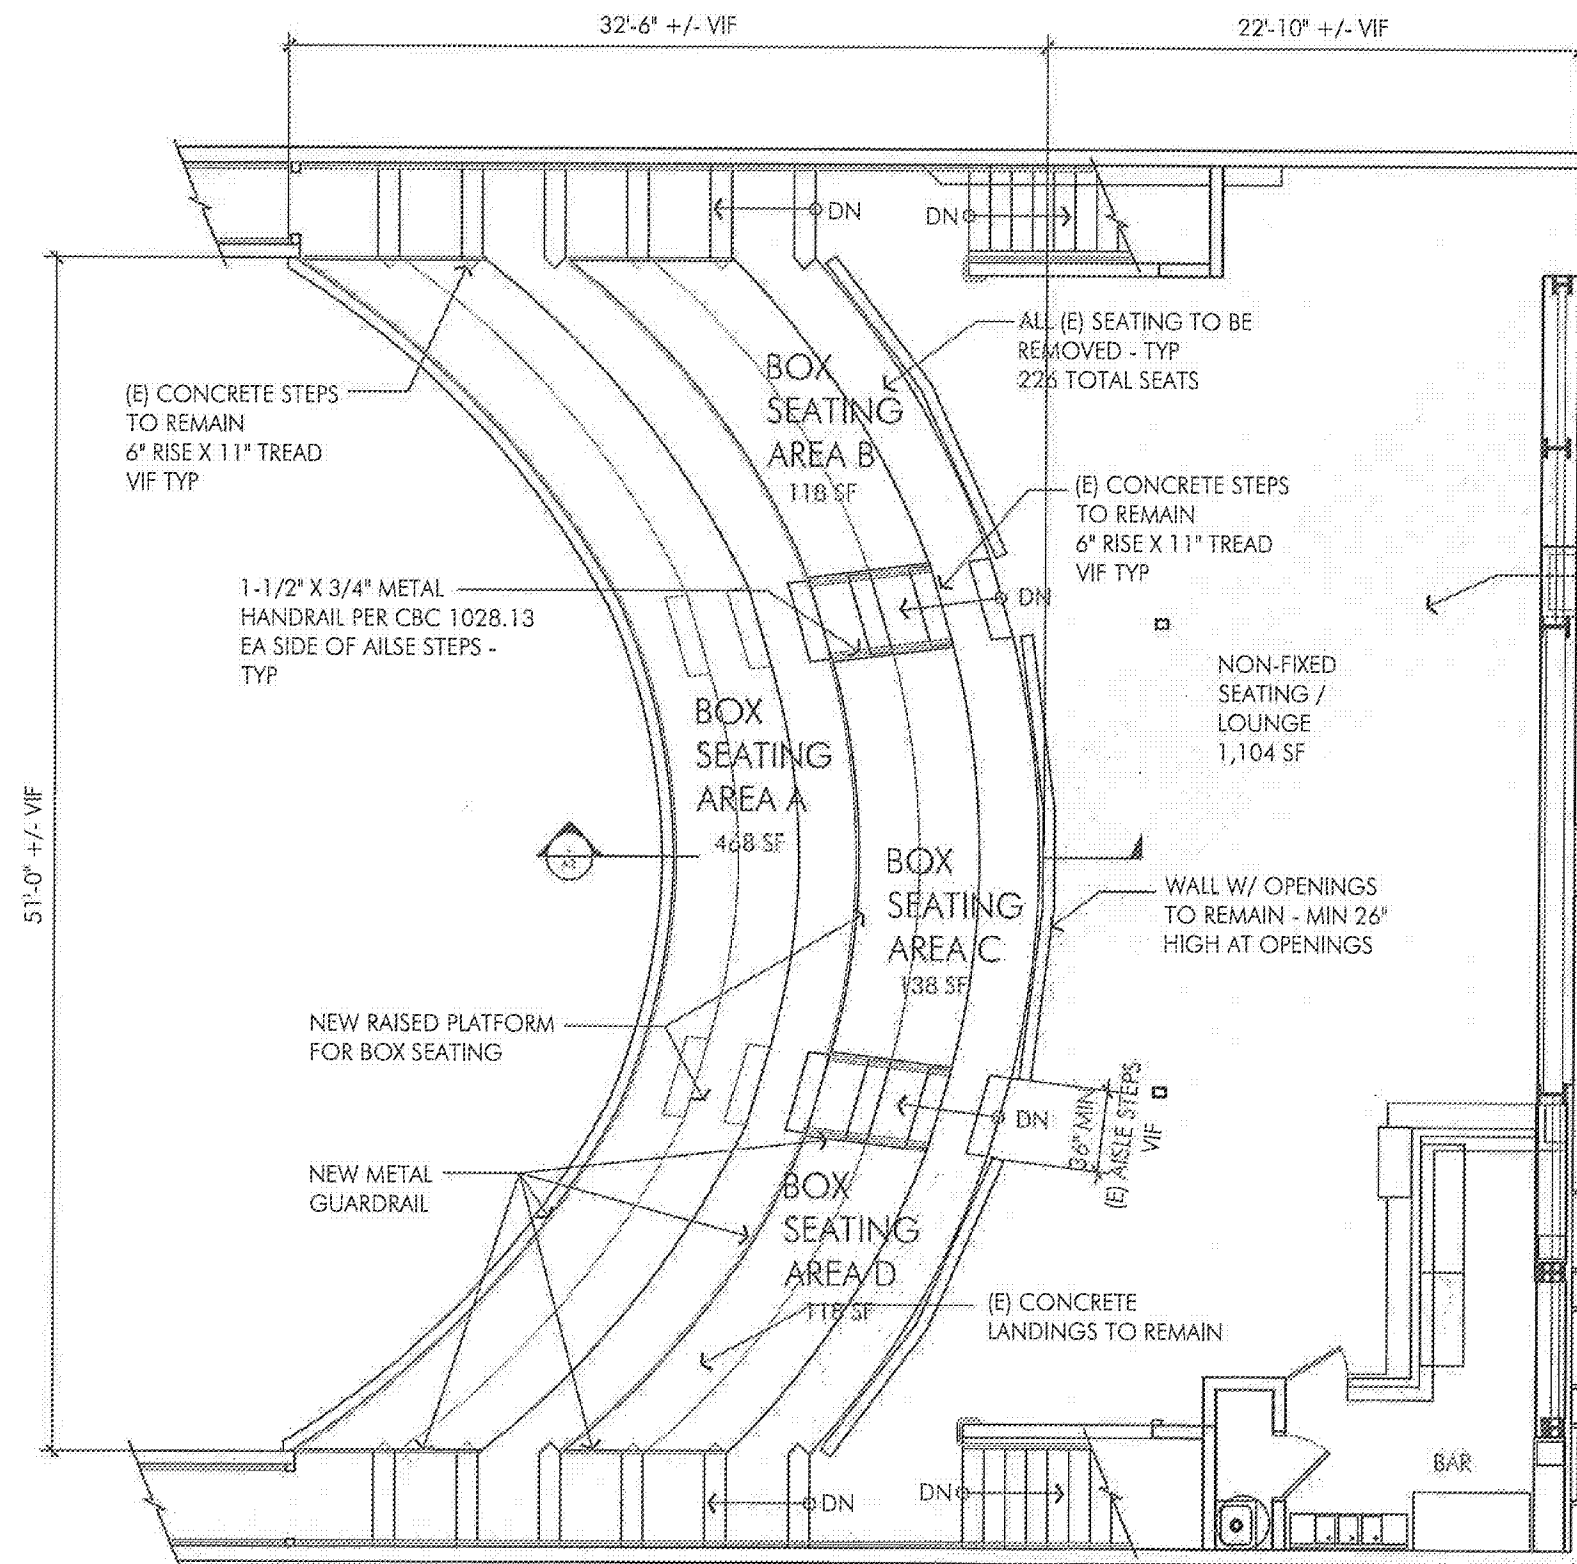 32'-6" +/- VIF
22'-10" +/- VIF
DN
DN
ALL (E) SEATING TO BE
REMOVED - TYP
226 TOTAL SEATS
BOX
SEATING
AREA B
118 SF
(E) CONCRETE STEPS
TO REMAIN
6" RISE X 11" TREAD
VIF TYP
(E) CONCRETE STEPS
TO REMAIN
6" RISE X 11" TREAD
VIF TYP
1-1/2" X 3/4" METAL
HANDRAIL PER CBC 1028.13
EA SIDE OF AILSE STEPS -
TYP
DN
NON-FIXED
SEATING /
LOUNGE
1,104 SF
BOX
SEATING
AREA A
468 SF
51'-0" +/- VIF
BOX
SEATING
AREA C
138 SF
WALL W/ OPENINGS
TO REMAIN - MIN 26"
HIGH AT OPENINGS
NEW RAISED PLATFORM
FOR BOX SEATING
DN
36" MIN
(E) AISLE STEPS
VIF
NEW METAL
GUARDRAIL
BOX
SEATING
AREA D
118 SF
(E) CONCRETE
LANDINGS TO REMAIN
BAR
DN
DN